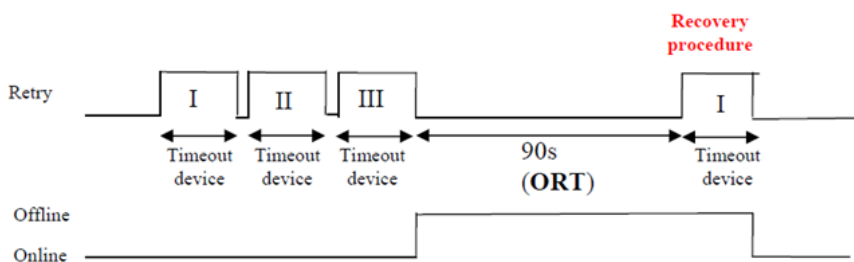 Recovery
procedure
Retry
I
II
III
I
Timeout
device
Timeout
device
Timeout
device
90s
(ORT)
Timeout
device
Offline
Online